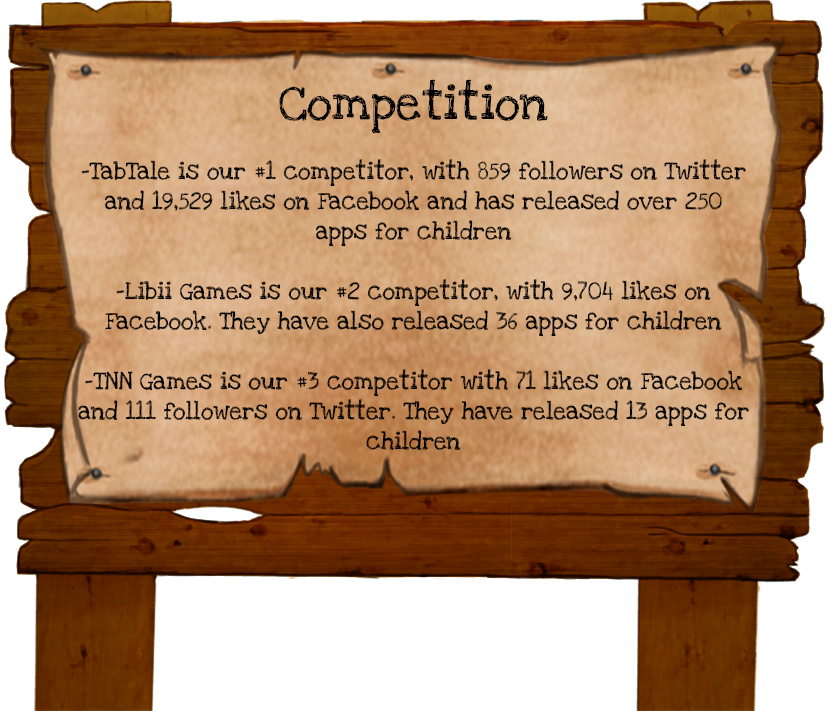 Competition
-TabTale is our #1 competitor, with 859 followers on Twitter
and 19,529 likes on Facebook and has released over 250
apps for children
-Libii Games is our #2 competitor, with 9,704 likes on
Facebook. They have also released 36 apps for children
-TNN Games is our #3 competitor with 71 likes on Facebook
and 111 followers on Twitter. They have released 13 apps for
children